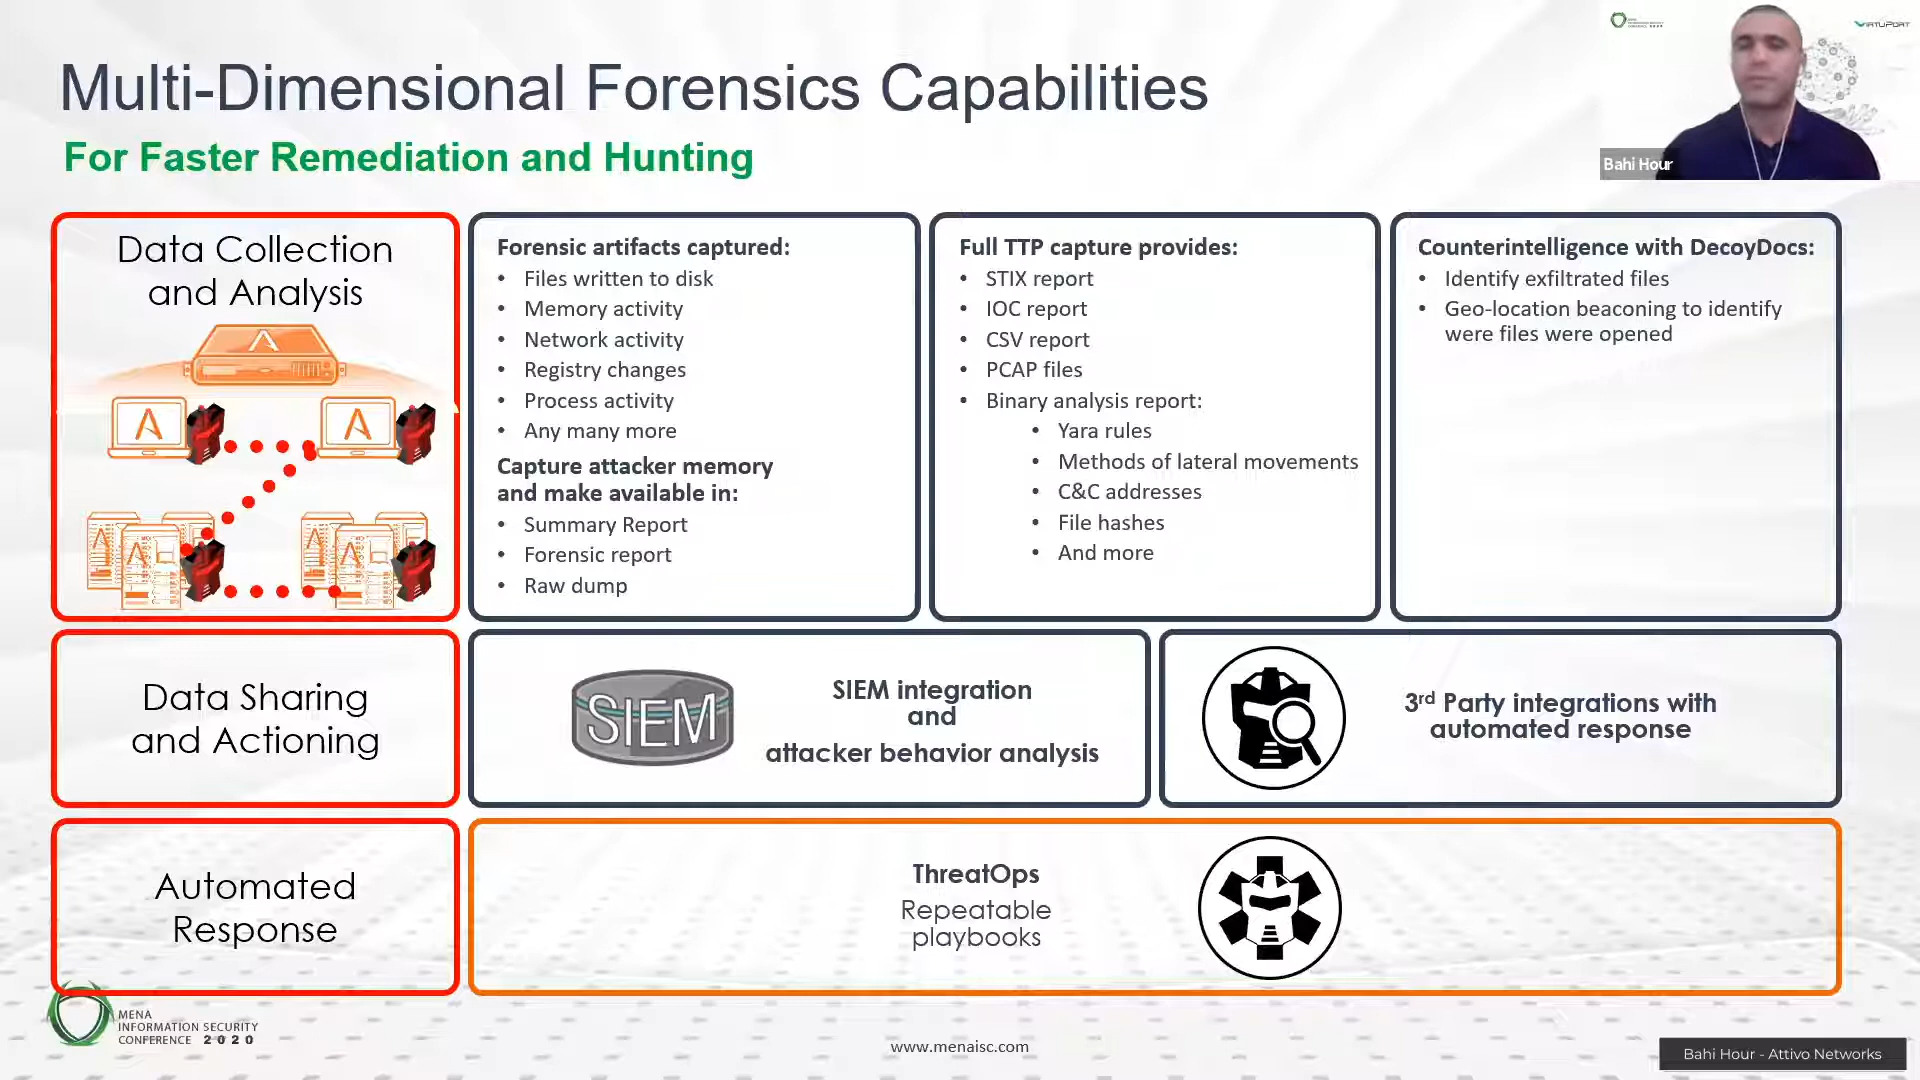 Multi-Dimensional Forensics Capabilities
For Faster Remediation and Hunting
VIRTUPORT
Bahi Hour
Data Collection
and Analysis
Forensic artifacts captured:
• Files written to disk
• Memory activity
• Network activity
• Registry changes
• Process activity
• Any many more
Capture attacker memory
and make available in:
• Summary Report
• Forensic report
• Raw dump
Full TTP capture provides:
• STIX report
• IOC report
• CSV report
• PCAP files
• Binary analysis report:
• Yara rules
• Methods of lateral movements
• C&C addresses
• File hashes
• And more
Counterintelligence with DecoyDocs:
• Identify exfiltrated files
• Geo-location beaconing to identify
were files were opened
Data Sharing
and Actioning
SIEM
SIEM integration
and
attacker behavior analysis
3rd Party integrations with
automated response
Automated
Response
ThreatOps
Repeatable
playbooks
MENA
INFORMATION SECURITY
CONFERENCE 2020
www.menaisc.com
Bahi Hour - Attivo Networks